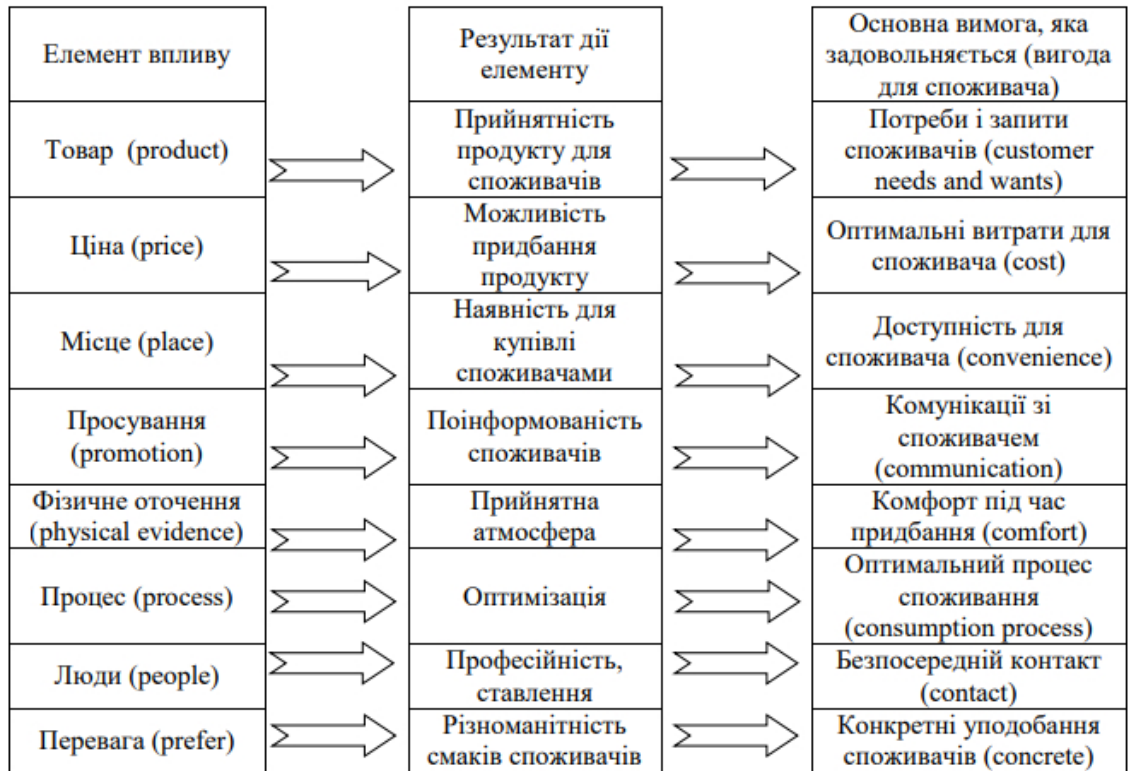 Елемент впливу
Результат дії
елементу
Основна вимога, яка
задовольняється (вигода
для споживача)
Товар (product)
Прийнятність
продукту для
споживачів
Потреби і запити
споживачів (customer
needs and wants)
Ціна (price)
Можливість
придбання
продукту
Оптимальні витрати для
споживача (cost)
Місце (place)
Наявність для
купівлі
споживачами
Доступність для
споживача (convenience)
Просування
(promotion)
Поінформованість
споживачів
Комунікації зі
споживачем
(communication)
Фізичне оточення
(physical evidence)
Прийнятна
атмосфера
Комфорт під час
придбання (comfort)
Процес (process)
Оптимізація
Оптимальний процес
споживання
(consumption process)
Люди (people)
Професійність,
ставлення
Безпосередній контакт
(contact)
Перевага (prefer)
Різноманітність
смаків споживачів
Конкретні уподобання
споживачів (concrete)